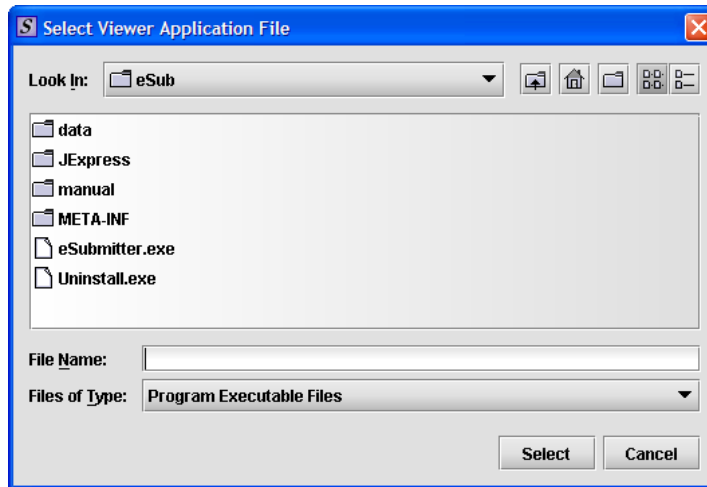 S Select Viewer Application File
Look In: eSub
data
JExpress
manual
META-INF
eSubmitter.exe
Uninstall.exe
File Name:
Files of Type: Program Executable Files
Select Cancel